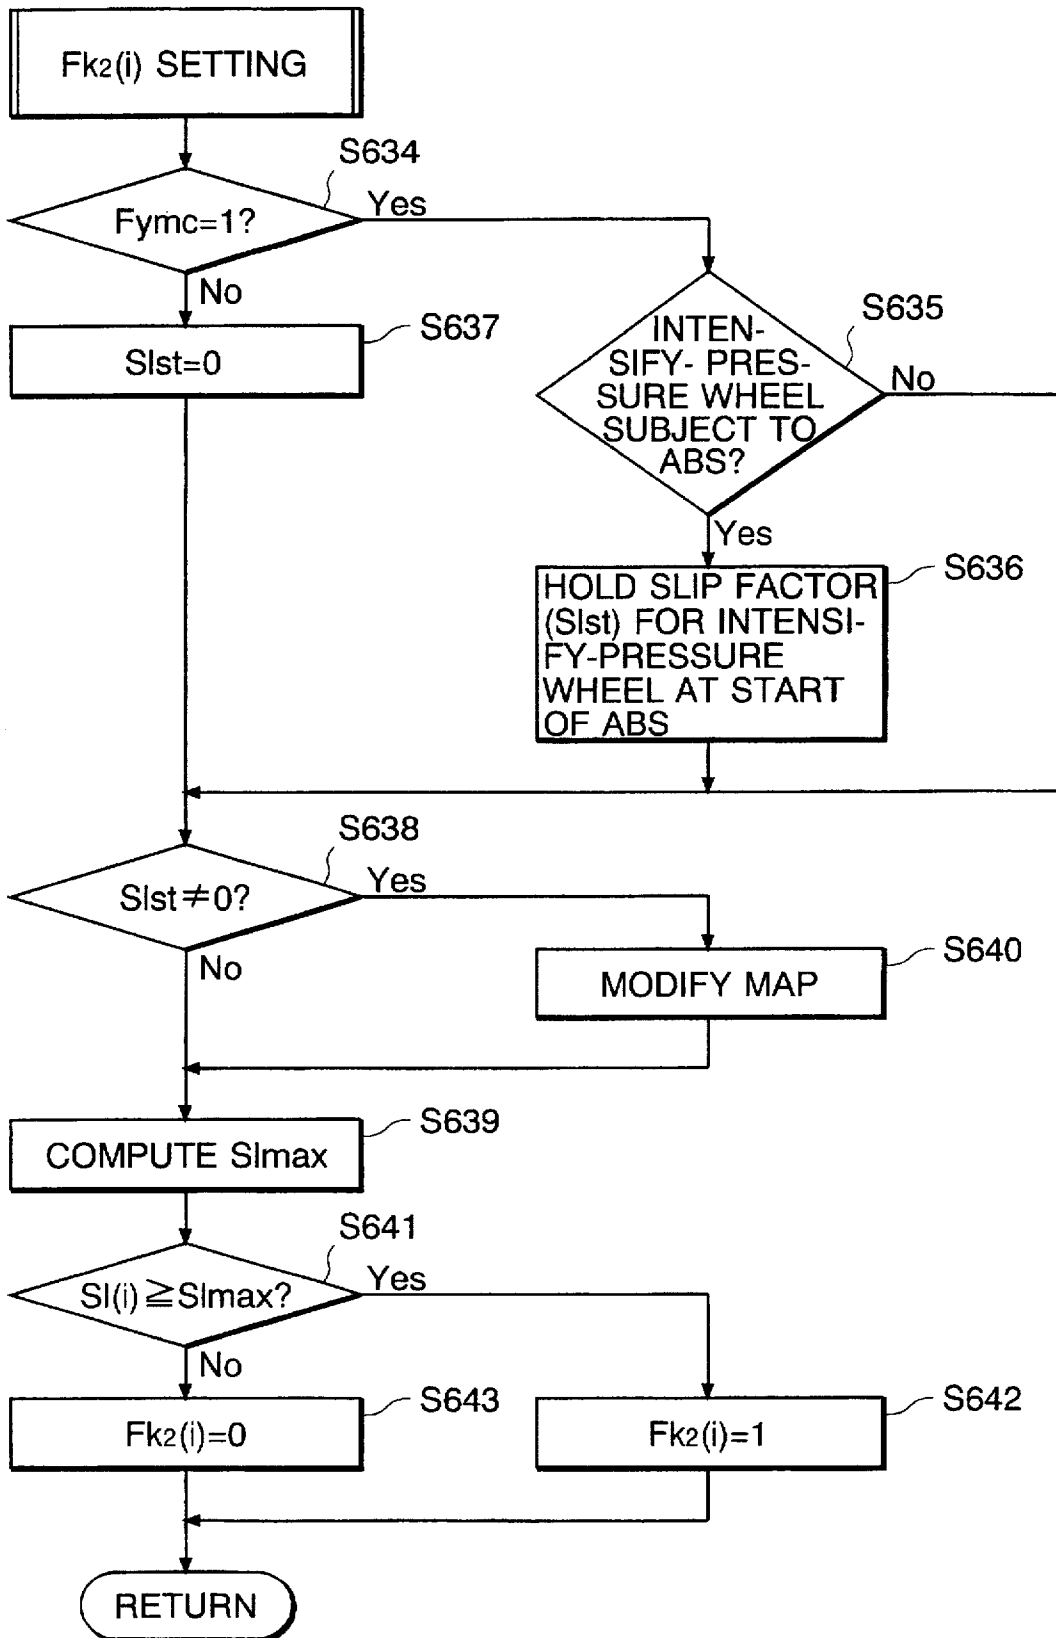 Fk2(i) SETTING
S634
Fymc=1?
Yes
No
S637
Slst=0
S635
INTEN-
SIFY- PRES-
SURE WHEEL
SUBJECT TO
ABS?
No
Yes
S636
HOLD SLIP FACTOR
(Slst) FOR INTENSI-
FY-PRESSURE
WHEEL AT START
OF ABS
S638
Slst≠0?
Yes
No
S640
MODIFY MAP
S639
COMPUTE Slmax
S641
Sl(i)≧Slmax?
Yes
No
S643
Fk2(i)=0
S642
Fk2(i)=1
RETURN